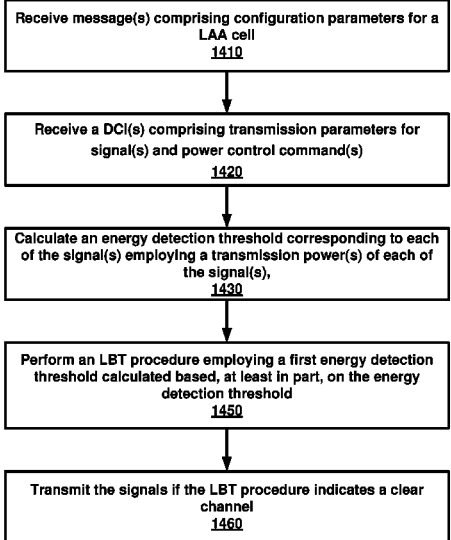 Receive message(s) comprising configuration parameters for a
LAA cell
1410
Receive a DCI(s) comprising transmission parameters for
signal(s) and power control command(s)
1420
Calculate an energy detection threshold corresponding to each
of the signal(s) employing a transmission power(s) of each of
the signal(s),
1430
Perform an LBT procedure employing a first energy detection
threshold calculated based, at least in part, on the energy
detection threshold
1450
Transmit the signals if the LBT procedure indicates a clear
channel
1460